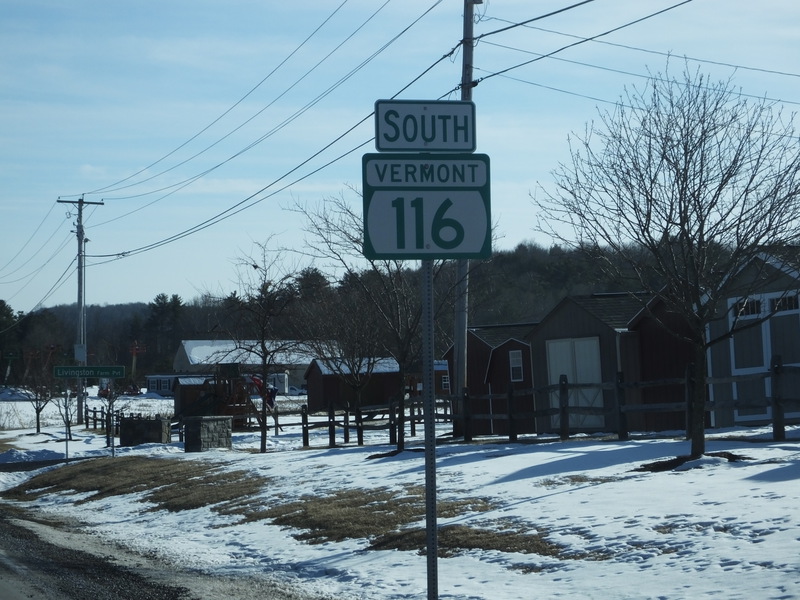 SOUTH
VERMONT
116
Livingston Farm Rd